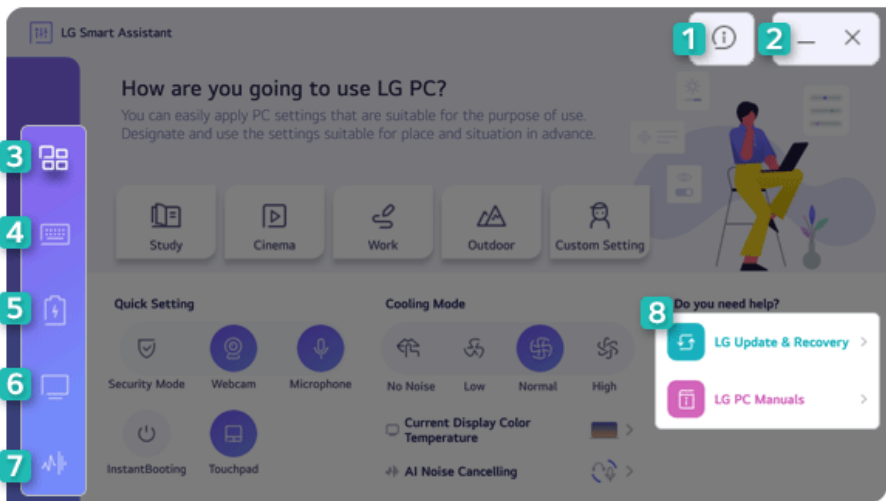 LG Smart Assistant
1
2
How are you going to use LG PC?
You can easily apply PC settings that are suitable for the purpose of use.
Designate and use the settings suitable for place and situation in advance.
3
4
5
6
7
Study
Cinema
Work
Outdoor
Custom Setting
Quick Setting
Security Mode
Webcam
Microphone
InstantBooting
Touchpad
Cooling Mode
No Noise
Low
Normal
High
Current Display Color
Temperature
AI Noise Cancelling
8
Do you need help?
LG Update & Recovery
LG PC Manuals